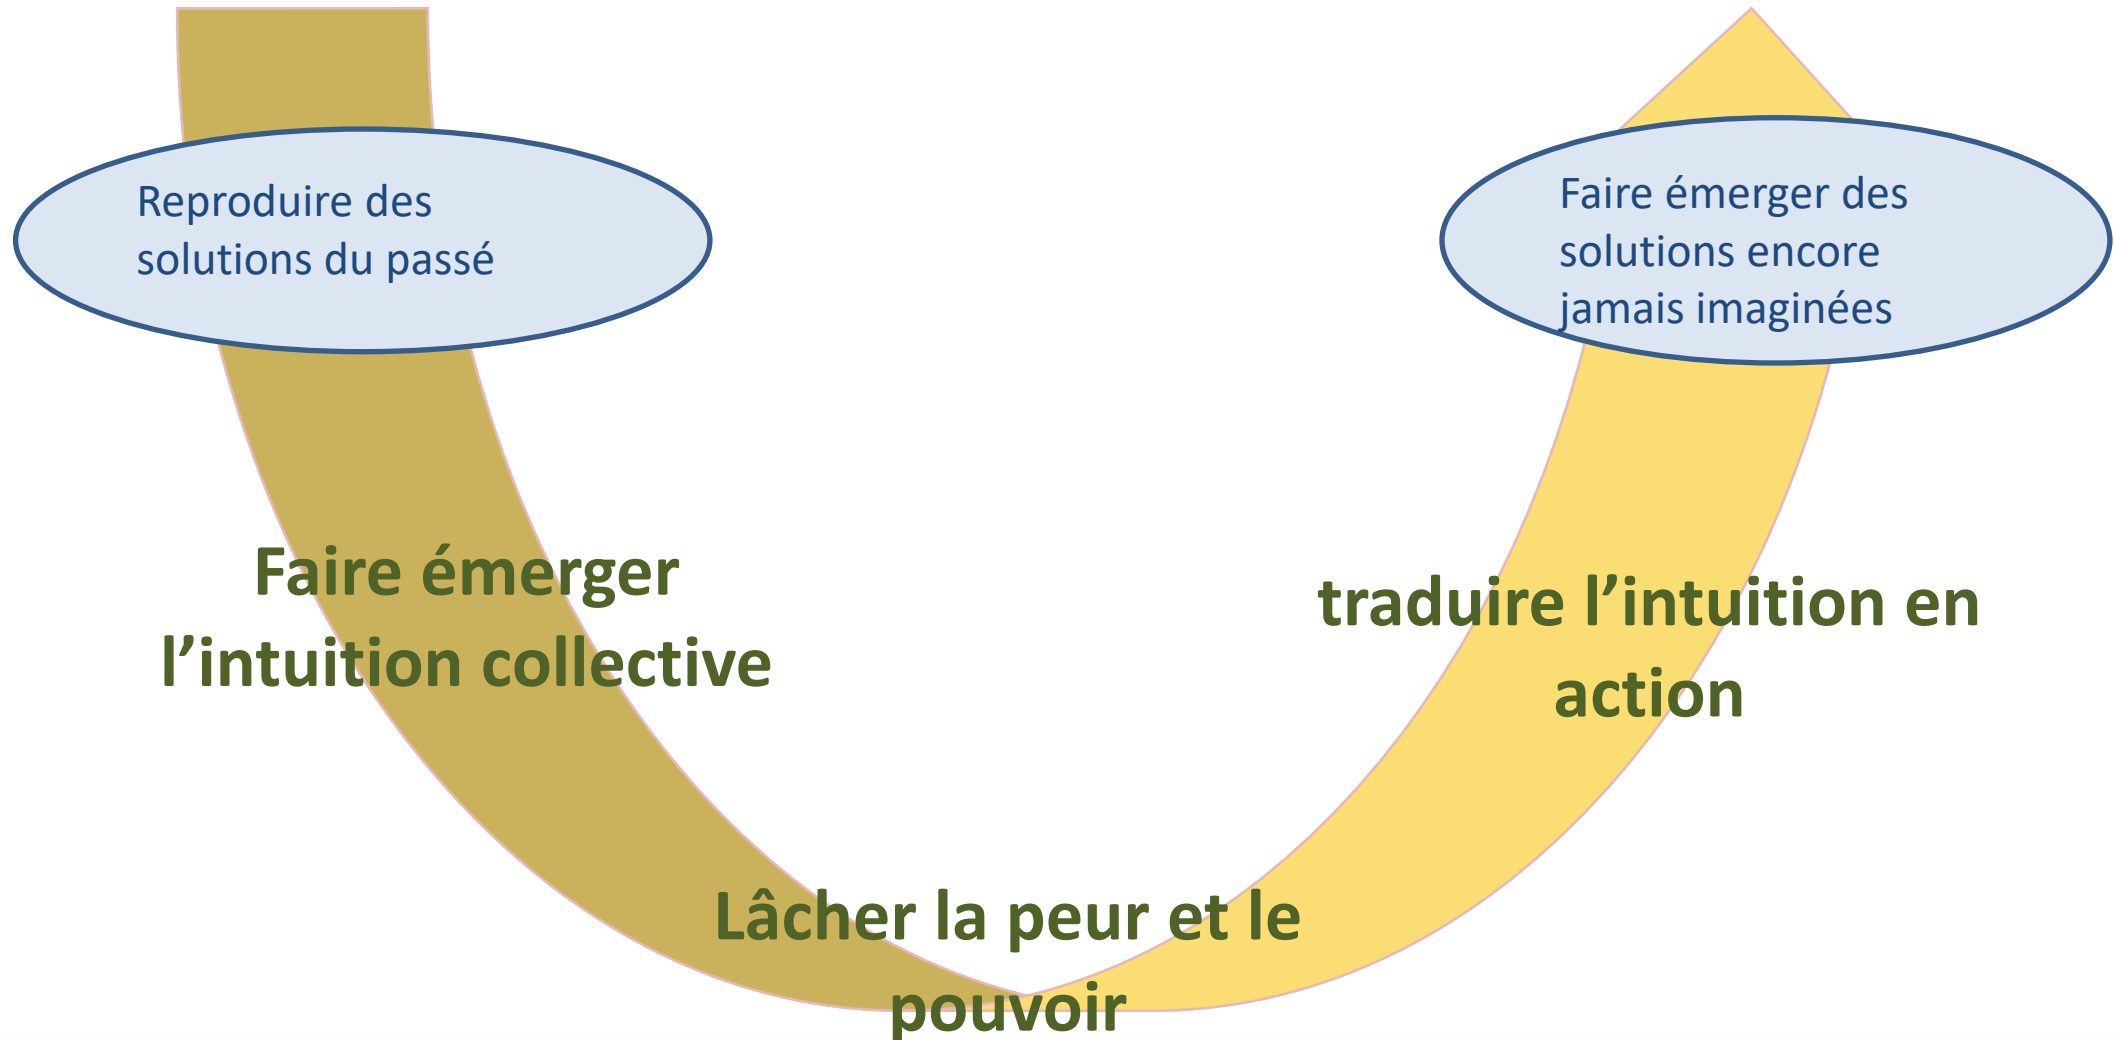 Reproduire des
solutions du passé
Faire émerger des
solutions encore
jamais imaginées
Faire émerger
l’intuition collective
traduire l’intuition en
action
Lâcher la peur et le
pouvoir